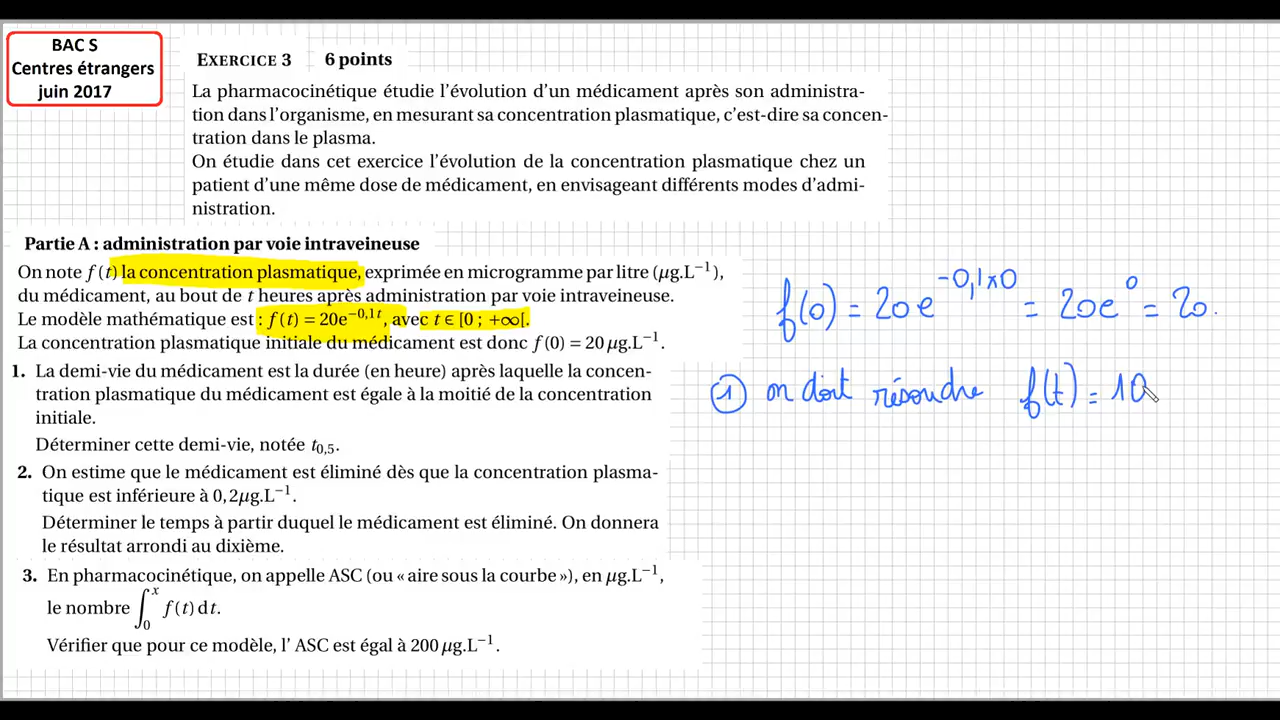 BAC S
Centres étrangers
juin 2017
EXERCICE 3 6 points
La pharmacocinétique étudie l'évolution d'un médicament après son administra-
tion dans l'organisme, en mesurant sa concentration plasmatique, c'est-dire sa concen-
tration dans le plasma.
On étudie dans cet exercice l'évolution de la concentration plasmatique chez un
patient d'une même dose de médicament, en envisageant différents modes d'admi-
nistration.
Partie A : administration par voie intraveineuse
On note f(t) la concentration plasmatique, exprimée en microgramme par litre (μg.L⁻¹),
du médicament, au bout de t heures après administration par voie intraveineuse.
Le modèle mathématique est : f(t) = 20e^{−0,1t}, avec t ∈ [0 ; +∞[.
La concentration plasmatique initiale du médicament est donc f(0) = 20 μg.L⁻¹.
1. La demi-vie du médicament est la durée (en heure) après laquelle la concen-
tration plasmatique du médicament est égale à la moitié de la concentration
initiale.
Déterminer cette demi-vie, notée t₀,₅.
2. On estime que le médicament est éliminé dès que la concentration plasma-
tique est inférieure à 0,2μg.L⁻¹.
Déterminer le temps à partir duquel le médicament est éliminé. On donnera
le résultat arrondi au dixième.
3. En pharmacocinétique, on appelle ASC (ou « aire sous la courbe »), en μg.L⁻¹,
le nombre ∫₀ˣ f(t) dt.
Vérifier que pour ce modèle, l' ASC est égal à 200 μg.L⁻¹.
f(0) = 20e^{-0,1×0} = 20e⁰ = 20.
① on doit résoudre f(t) = 10